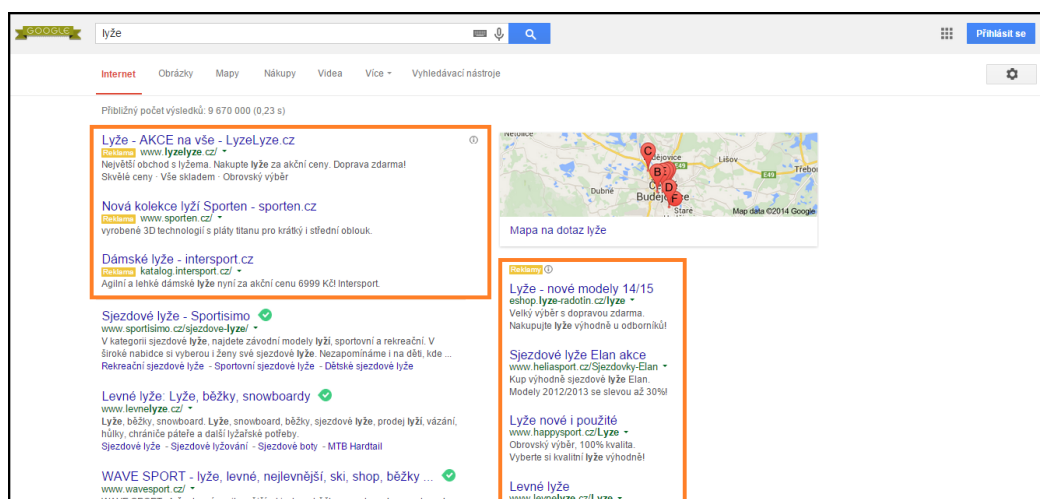 GOOGLE
lyže
Přihlásit se
Internet Obrázky Mapy Nákupy Videa Více Vyhledávací nástroje
Přibližný počet výsledků: 9 670 000 (0,23 s)
Lyže - AKCE na vše - LyzeLyze.cz
Reklama www.lyzelyze.cz/
Největší obchod s lyžema. Nakupte lyže za akční ceny. Doprava zdarma!
Skvělé ceny · Vše skladem · Obrovský výběr
Nová kolekce lyží Sporten - sporten.cz
Reklama www.sporten.cz/
vyrobené 3D technologií s pláty titanu pro krátký i střední oblouk.
Dámské lyže - intersport.cz
Reklama katalog.intersport.cz/
Agilní a lehké dámské lyže nyní za akční cenu 6999 Kč! Intersport.
Sjezdové lyže - Sportisimo
www.sportisimo.cz/sjezdove-lyze/
V kategorii sjezdové lyže, najdete závodní modely lyží, sportovní a rekreační. V
široké nabidce si vyberou i ženy své sjezdové lyže. Nezapomínáme i na děti, kde ...
Rekreační sjezdové lyže - Sportovní sjezdové lyže - Dětské sjezdové lyže
Levné lyže: Lyže, běžky, snowboardy
www.levnelyze.cz/
Lyže, běžky, snowboard. Lyže, snowboard, běžky, sjezdové lyže, prodej lyží, vázání,
hůlky, chrániče páteře a další lyžařské potřeby.
Sjezdové lyže - Sjezdové lyžování - Sjezdové boty - MTB Hardtail
WAVE SPORT - lyže, levné, nejlevnější, ski, shop, běžky ...
www.wavesport.cz/
Netolice
Lišov
E49
Třebo
E49
Dubné
Stare
C
B
E
D
F
Map data ©2014 Google
Mapa na dotaz lyže
Reklamy
Lyže - nové modely 14/15
eshop.lyze-radotin.cz/lyze
Velký výběr s dopravou zdarma.
Nakupujte lyže výhodně u odborníků!
Sjezdové lyže Elan akce
www.heliasport.cz/Sjezdovky-Elan
Kup výhodně sjezdové lyže Elan.
Modely 2012/2013 se slevou až 30%!
Lyže nové i použité
www.happysport.cz/Lyze
Obrovský výběr, 100% kvalita.
Vyberte si kvalitní lyže výhodně!
Levné lyže
www.levnelyze.cz/Lyze